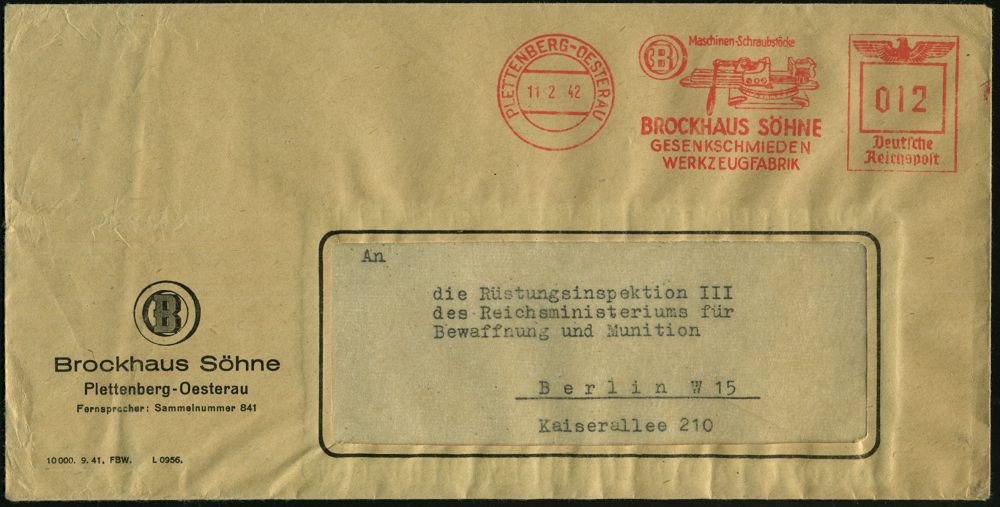 PLETTENBERG-OESTERAU
11 2 42
B
Maschinen-Schraubstöcke
BROCKHAUS SÖHNE
GESENKSCHMIEDEN
WERKZEUGFABRIK
012
Deutsche
Reichspost
An
die Rüstungsinspektion III
des Reichsministeriums für
Bewaffnung und Munition
Berlin W 15
Kaiserallee 210
B
Brockhaus Söhne
Plettenberg-Oesterau
Fernsprecher: Sammelnummer 841
10000. 9. 41. FBW. L 0956.